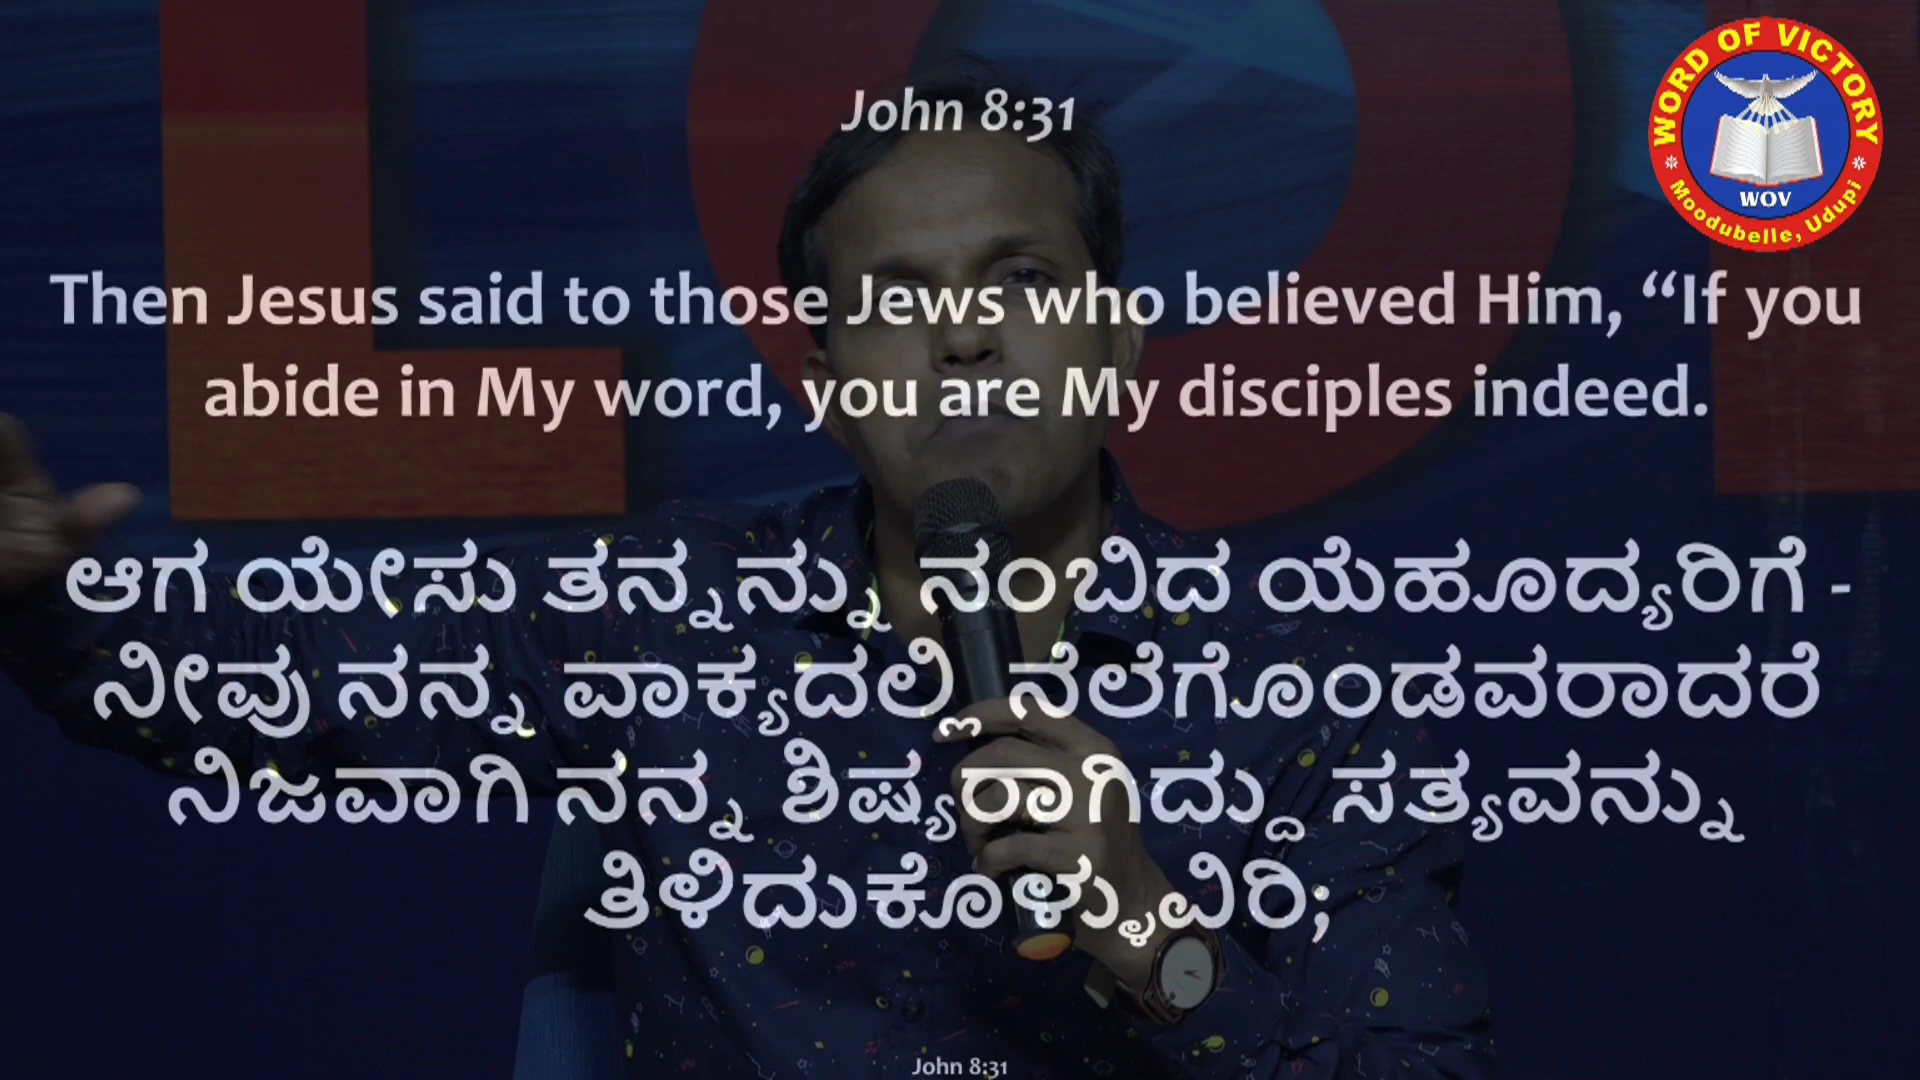 John 8:31
WORD OF VICTORY
WOV
Moodubelle, Udupi
Then Jesus said to those Jews who believed Him, “If you
abide in My word, you are My disciples indeed.
ಆಗ ಯೇಸು ತನ್ನನ್ನು ನಂಬಿದ ಯೆಹೂದ್ಯರಿಗೆ -
ನೀವು ನನ್ನ ವಾಕ್ಯದಲ್ಲಿ ನೆಲೆಗೊಂಡವರಾದರೆ
ನಿಜವಾಗಿ ನನ್ನ ಶಿಷ್ಯರಾಗಿದ್ದು ಸತ್ಯವನ್ನು
ತಿಳಿದುಕೊಳ್ಳುವಿರಿ;
John 8:31